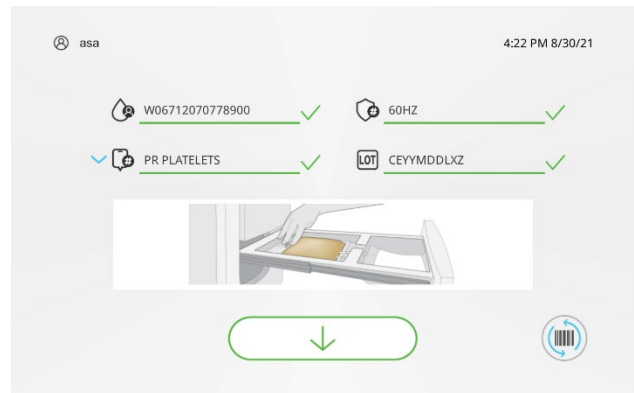 asa
4:22 PM 8/30/21
W06712070778900
60HZ
PR PLATELETS
LOT
CEYYMDDLXZ